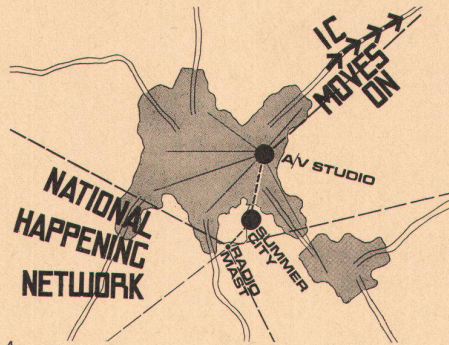 IC
MOVES
ON
A/V STUDIO
NATIONAL
HAPPENING
NETWORK
SUMMER
CITY
RADIO
MAST